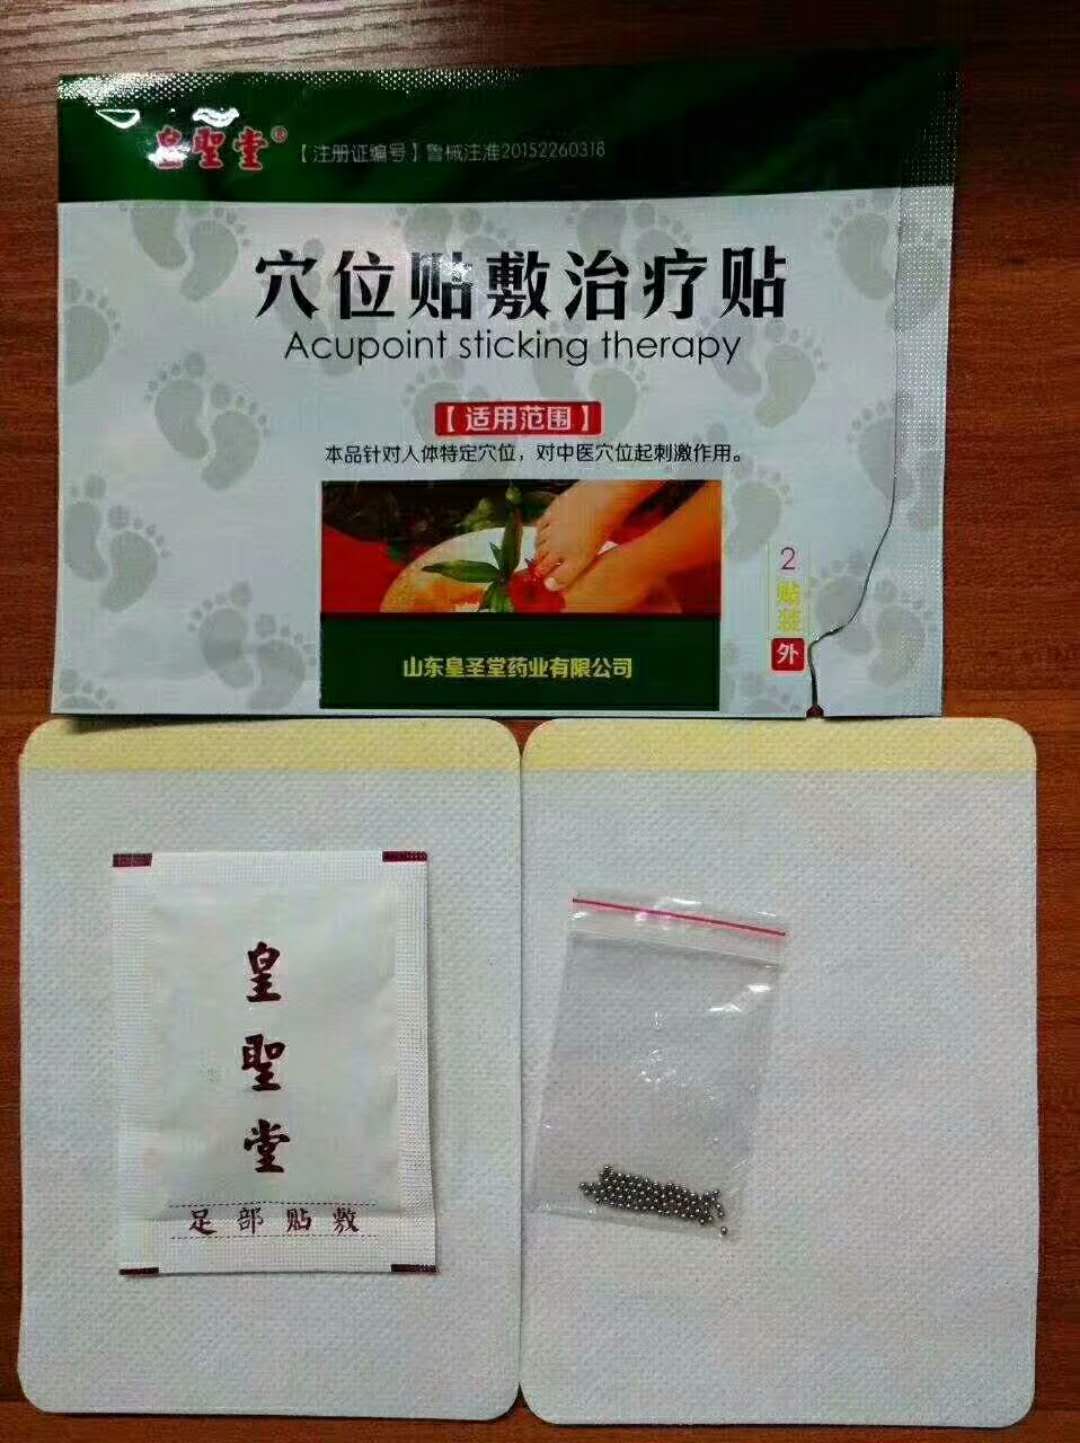 皇聖堂®
【注册证编号】鲁械注准20152260318
穴位贴敷治疗贴
Acupoint sticking therapy
【适用范围】
本品针对人体特定穴位，对中医穴位起刺激作用。
2
贴装
外
山东皇圣堂药业有限公司
皇
聖
堂
足部贴敷